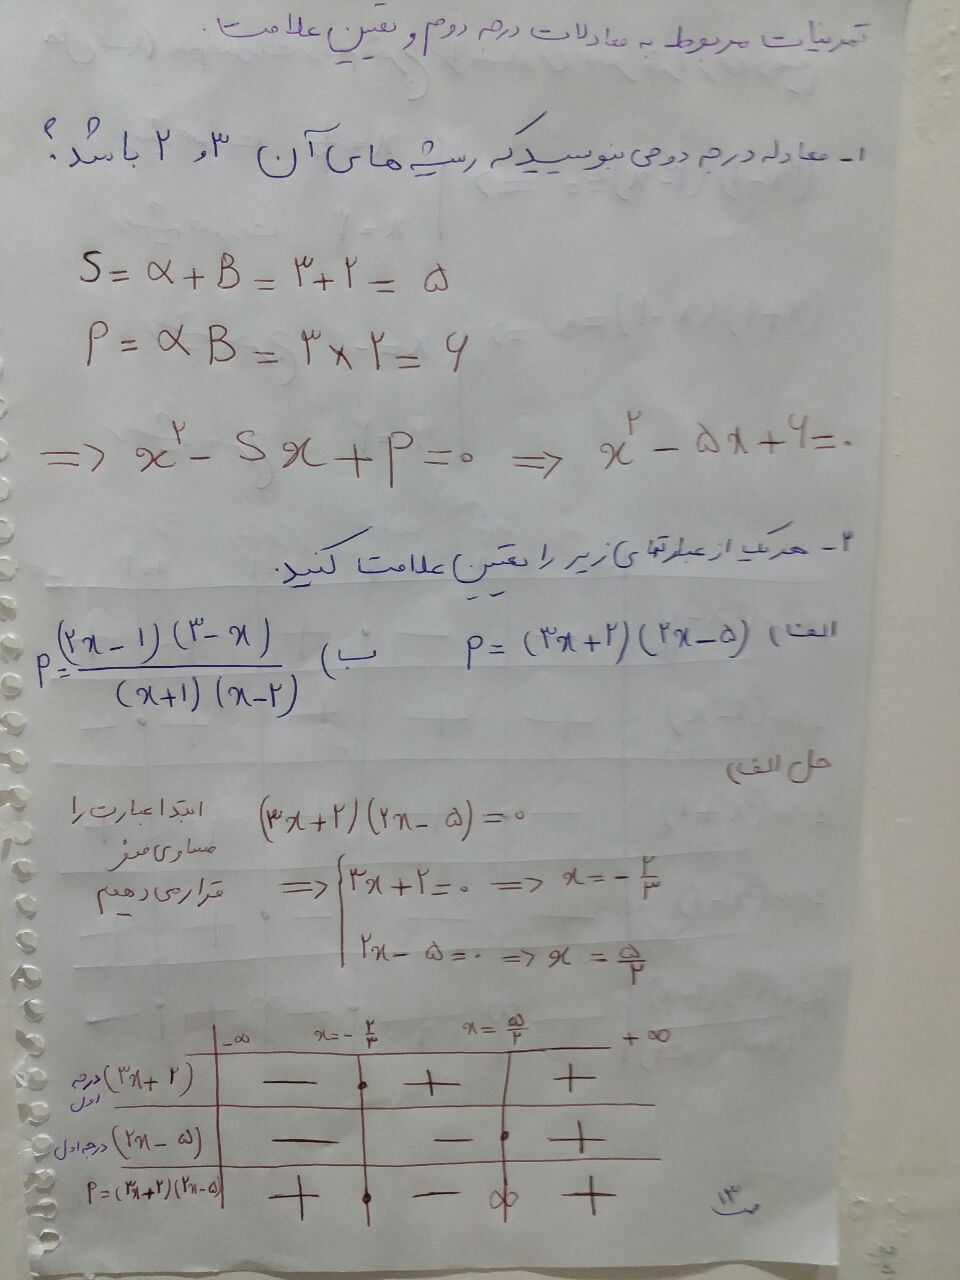 تمرینات مربوط به معادلات درجه دوم و تعیین علامت.
۱- معادله درجه دومی بنویسید که ریشه های آن ۳ و ۲ باشد؟
S = α + B = ۳ + ۲ = ۵
P = α B = ۳ × ۲ = ۶
=> x² - S x + P = ۰ => x² - ۵x + ۶ = ۰
۲- هر یک از عبارتهای زیر را تعیین علامت کنید.
الف) P = (۳x + ۲) (۲x - ۵) ب) P = (۲x - ۱) (۳ - x) / (x + ۱) (x - ۲)
حل الف)
(۳x + ۲) (۲x - ۵) = ۰ ابتدا عبارت را
مساوی صفر
قرار می دهیم
=> { ۳x + ۲ = ۰ => x = - ۲/۳
۲x - ۵ = ۰ => x = ۵/۲
-∞ x = - ۲/۳ x = ۵/۲ +∞
درجه اول (۳x + ۲) − + +
درجه اول (۲x - ۵) − − +
P = (۳x + ۲) (۲x - ۵) + − ∞ +
ص ۱۳